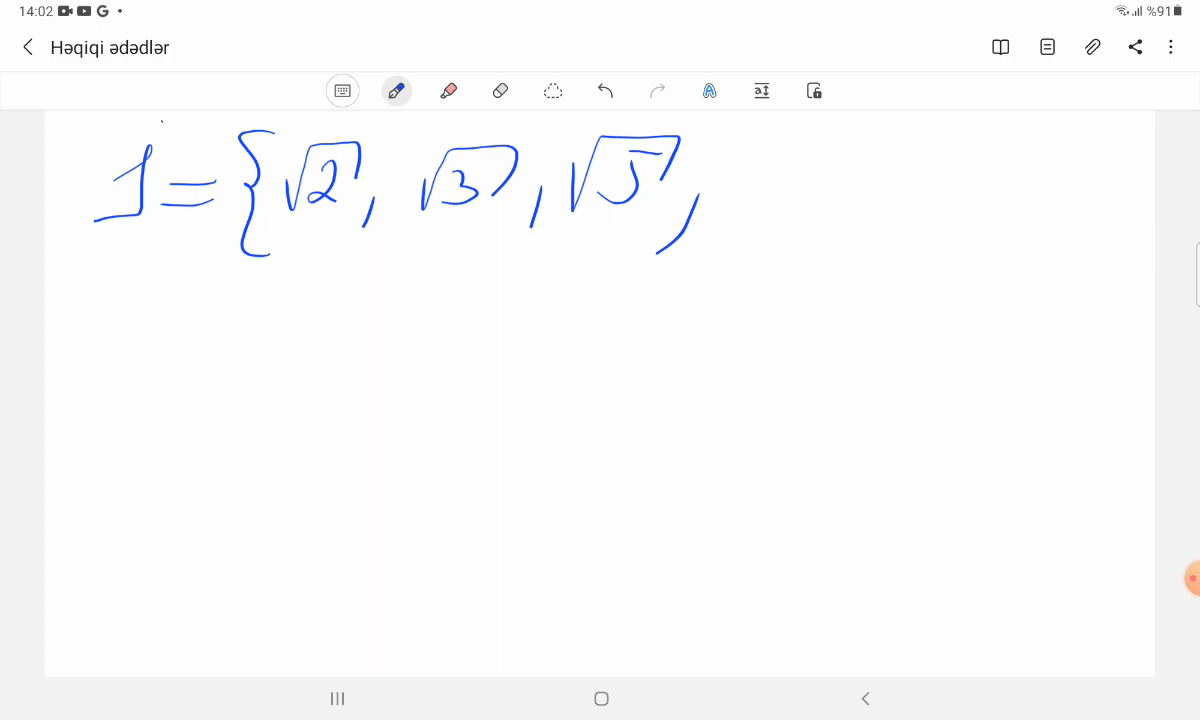 14:02 G %91
Həqiqi ədədlər
A a
J = { √2, √3, √5,